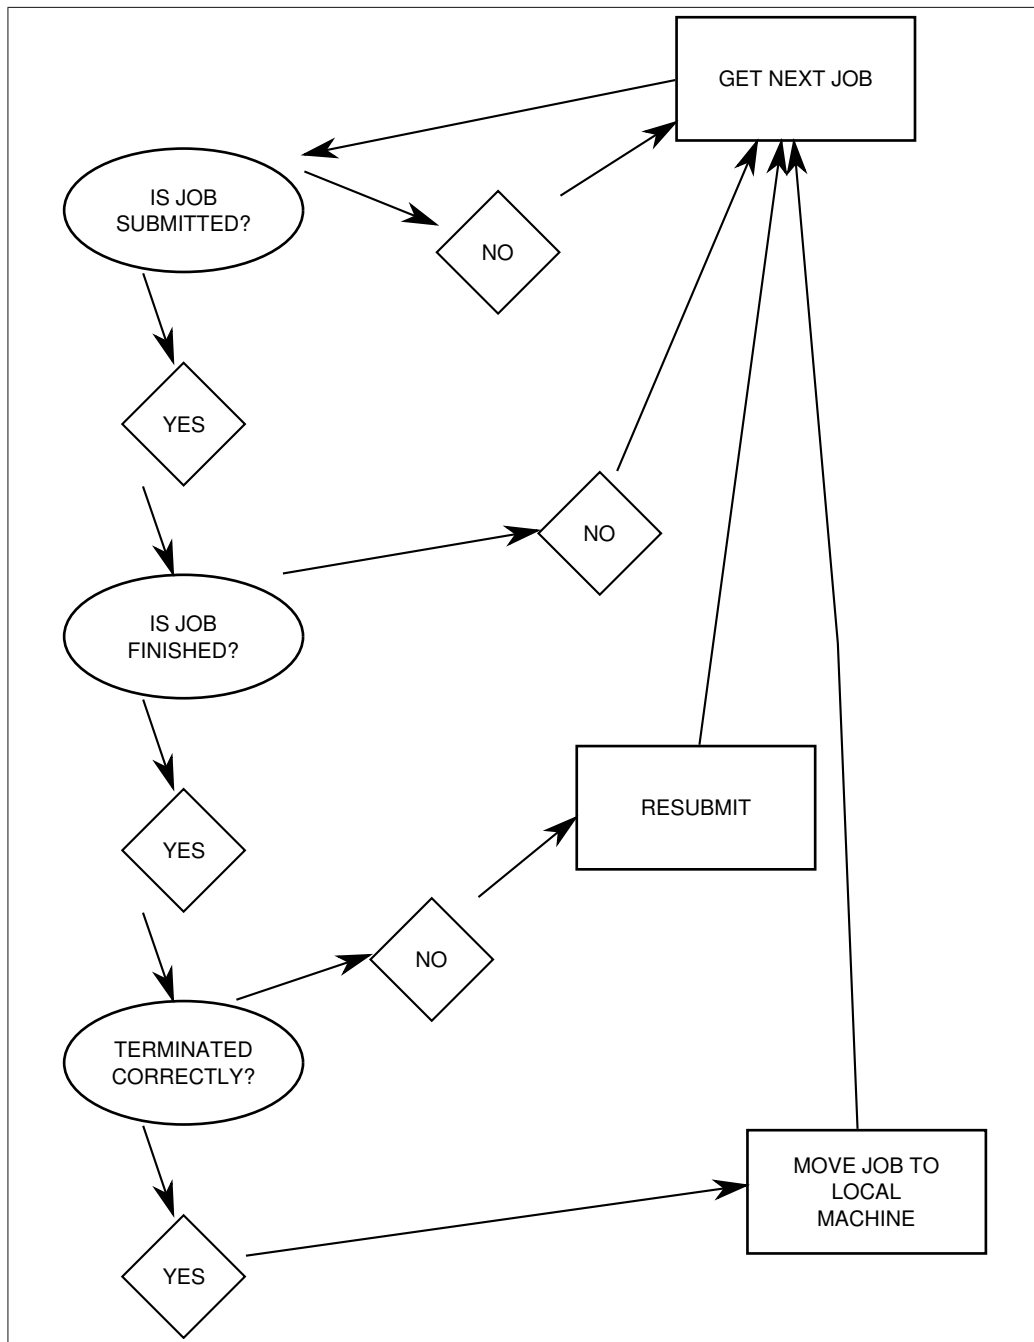 GET NEXT JOB
IS JOB
SUBMITTED?
NO
YES
NO
IS JOB
FINISHED?
RESUBMIT
YES
NO
TERMINATED
CORRECTLY?
MOVE JOB TO
LOCAL
MACHINE
YES